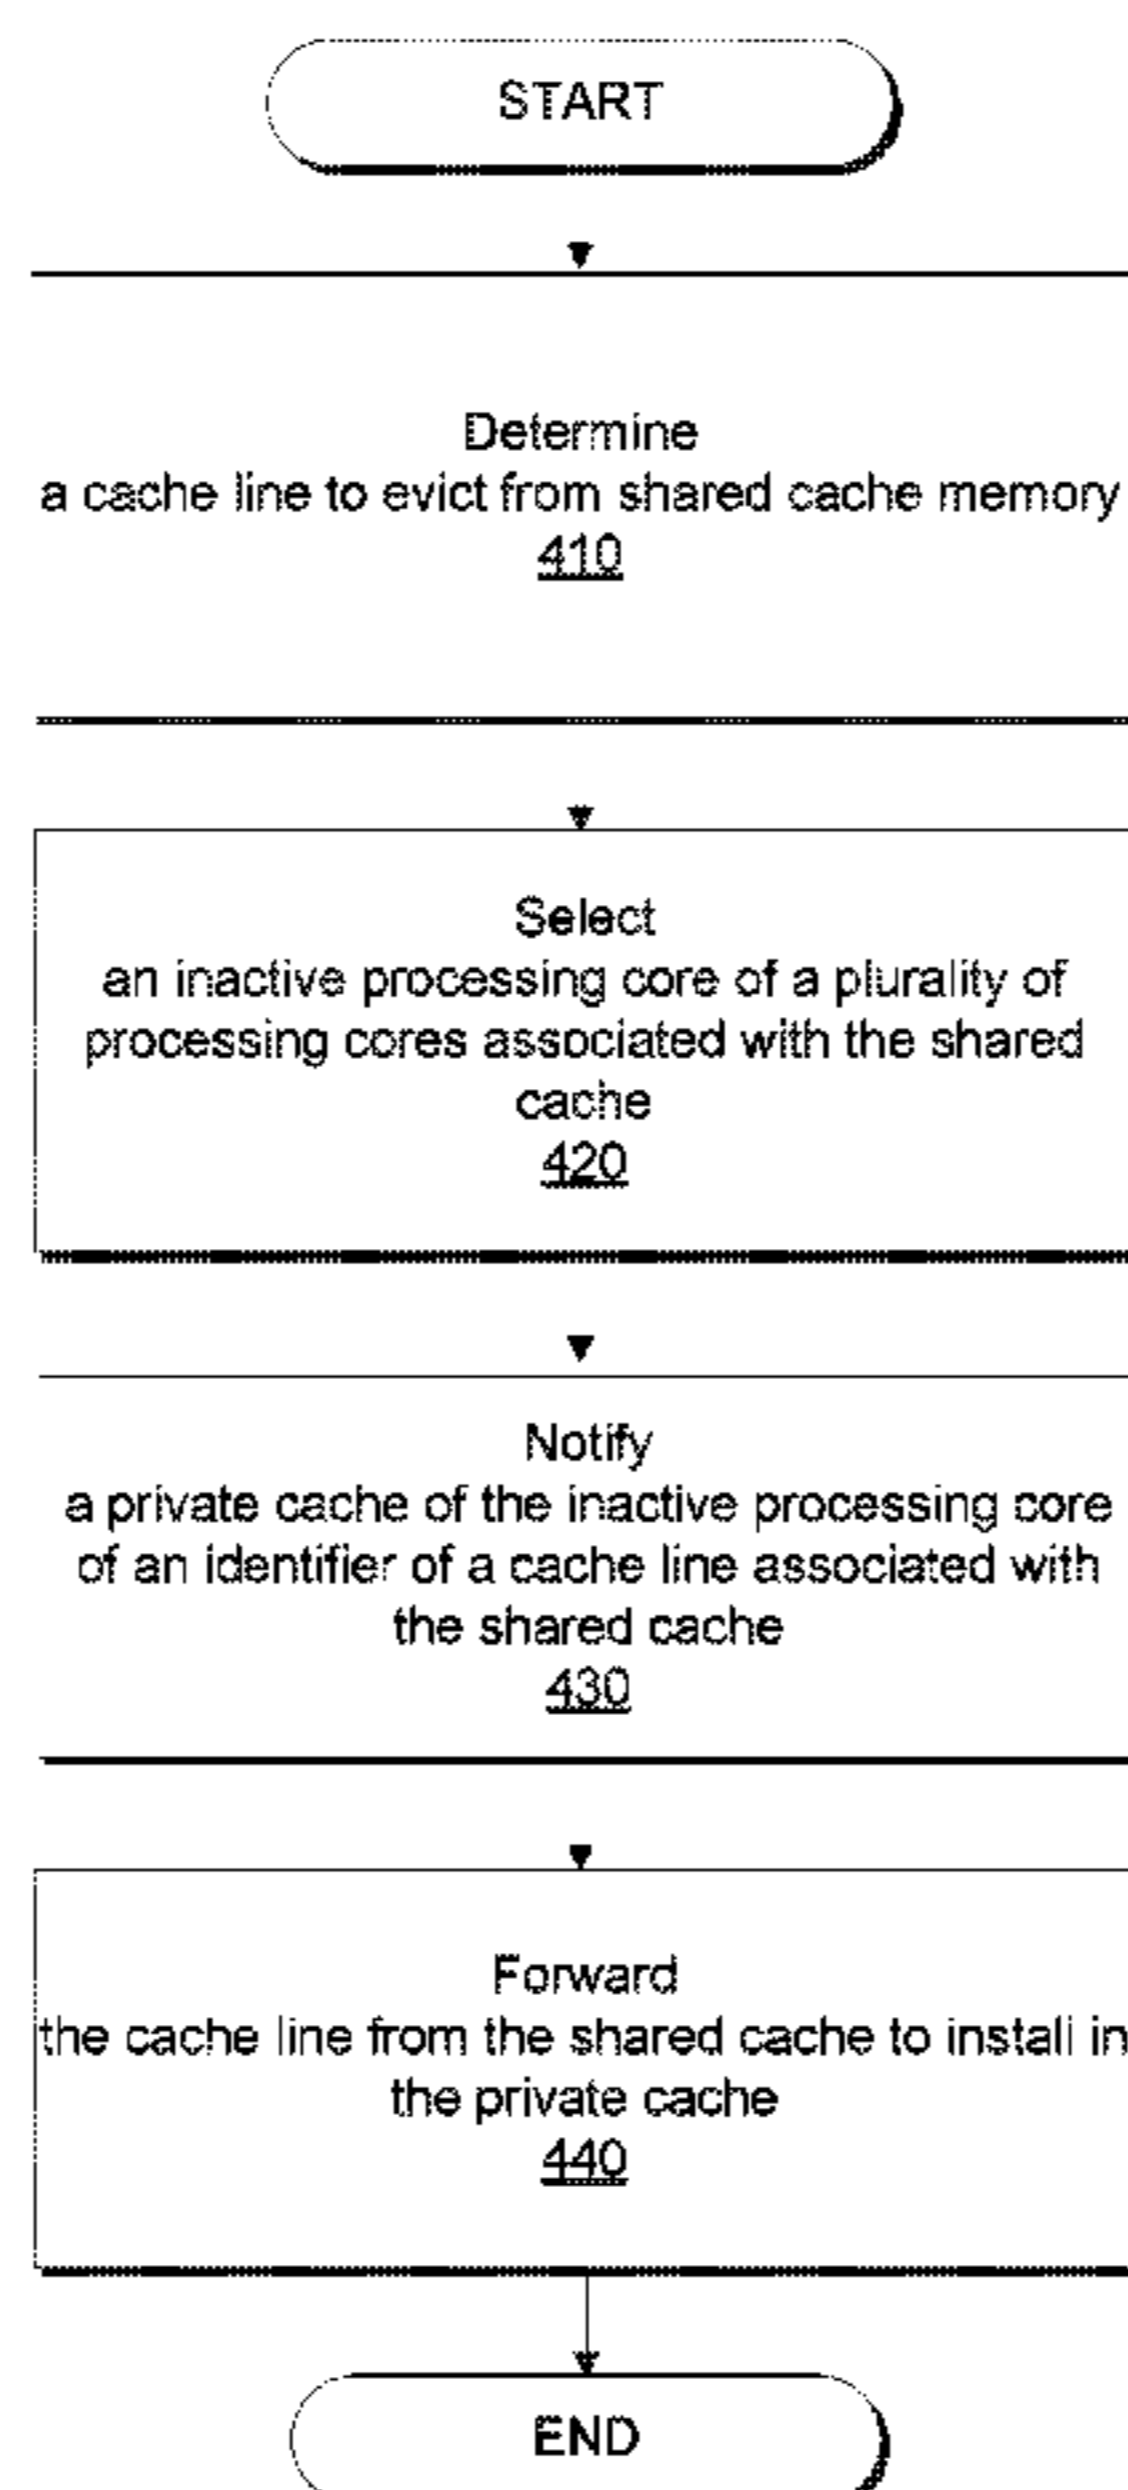 START
Determine
a cache line to evict from shared cache memory
410
Select
an inactive processing core of a plurality of
processing cores associated with the shared
cache
420
Notify
a private cache of the inactive processing core
of an identifier of a cache line associated with
the shared cache
430
Forward
the cache line from the shared cache to install in
the private cache
440
END